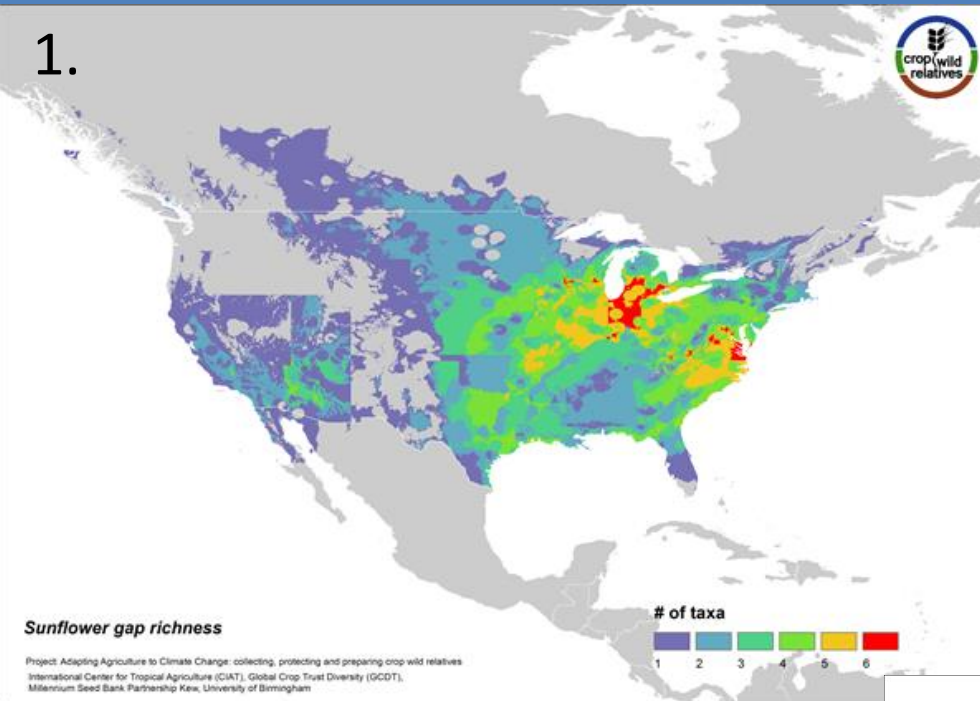 1.
crop wild
relatives
Sunflower gap richness
Project: Adapting Agriculture to Climate Change: collecting, protecting and preparing crop wild relatives
International Center for Tropical Agriculture (CIAT), Global Crop Trust Diversity (GCDT),
Millennium Seed Bank Partnership Kew, University of Birmingham
# of taxa
1 2 3 4 5 6